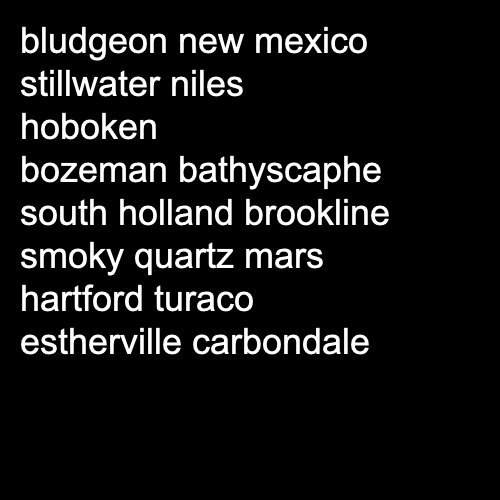 bludgeon new mexico
stillwater niles
hoboken
bozeman bathyscaphe
south holland brookline
smoky quartz mars
hartford turaco
estherville carbondale